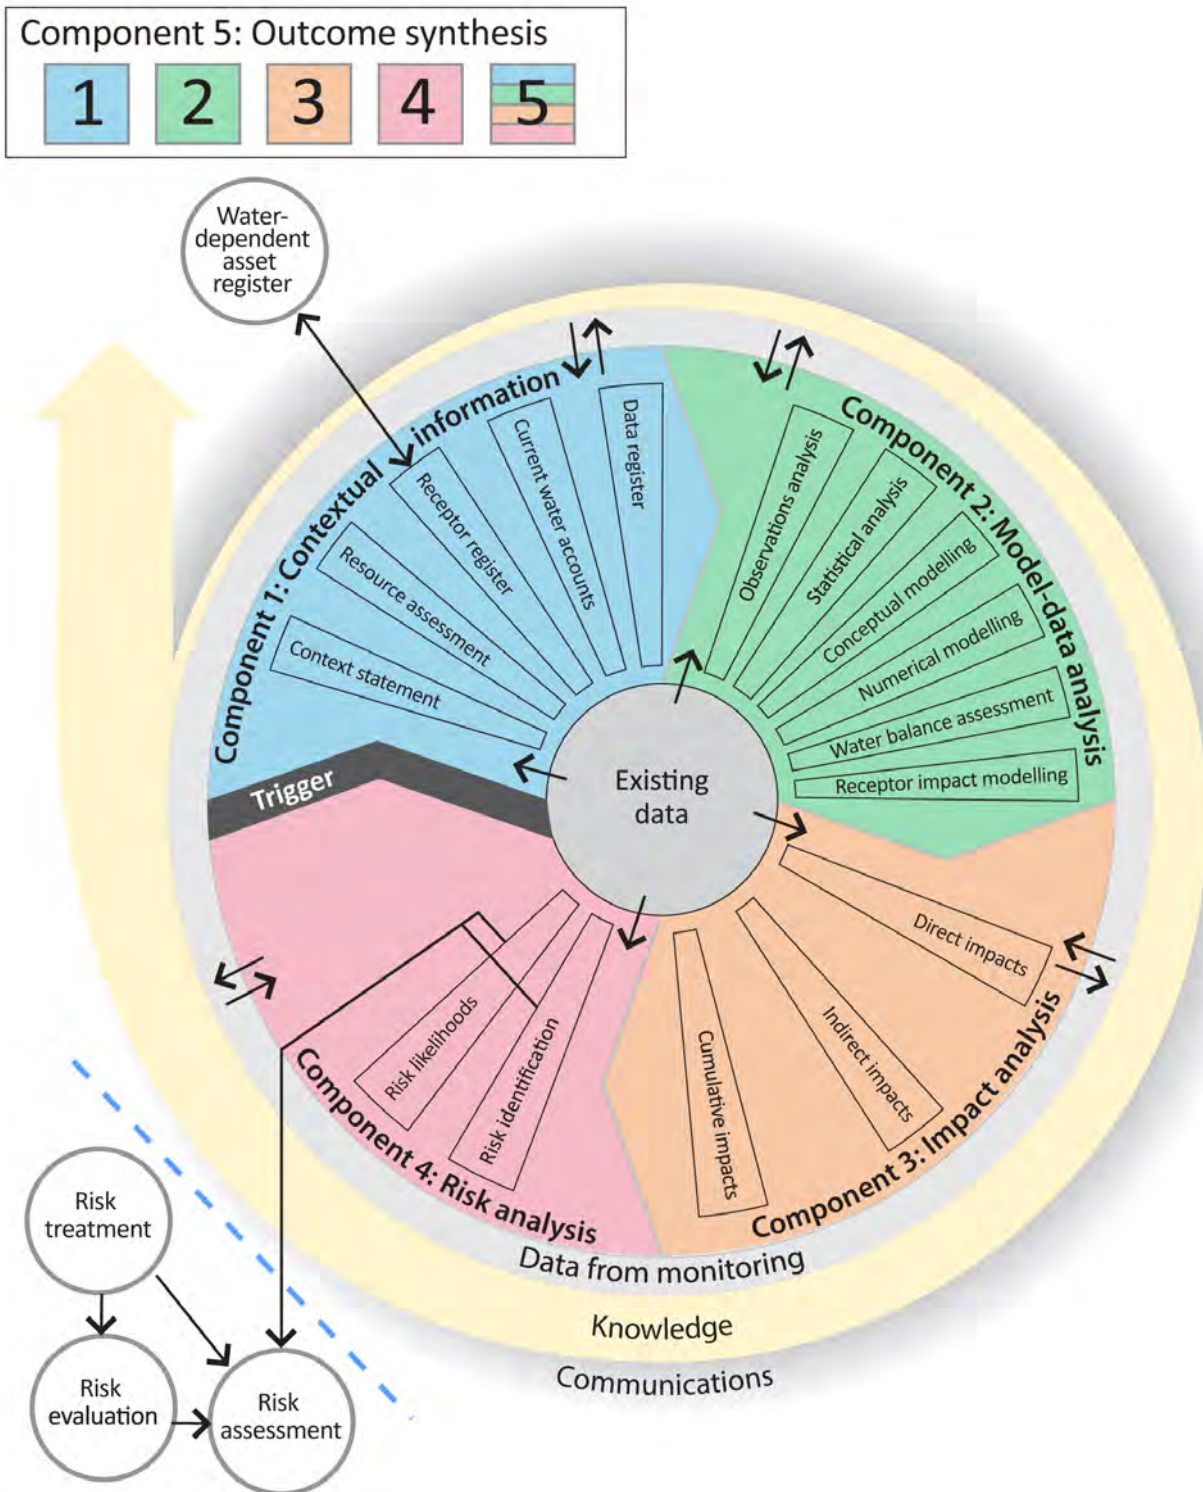 Component 5: Outcome synthesis
1 2 3 4 5
Water-
dependent
asset
register
Component 1: Contextual information
Context statement
Resource assessment
Receptor register
Current water accounts
Data register
Component 2: Model-data analysis
Observations analysis
Statistical analysis
Conceptual modelling
Numerical modelling
Water balance assessment
Receptor impact modelling
Trigger
Existing
data
Component 3: Impact analysis
Direct impacts
Indirect impacts
Cumulative impacts
Component 4: Risk analysis
Risk identification
Risk likelihoods
Data from monitoring
Knowledge
Communications
Risk
treatment
Risk
evaluation
Risk
assessment